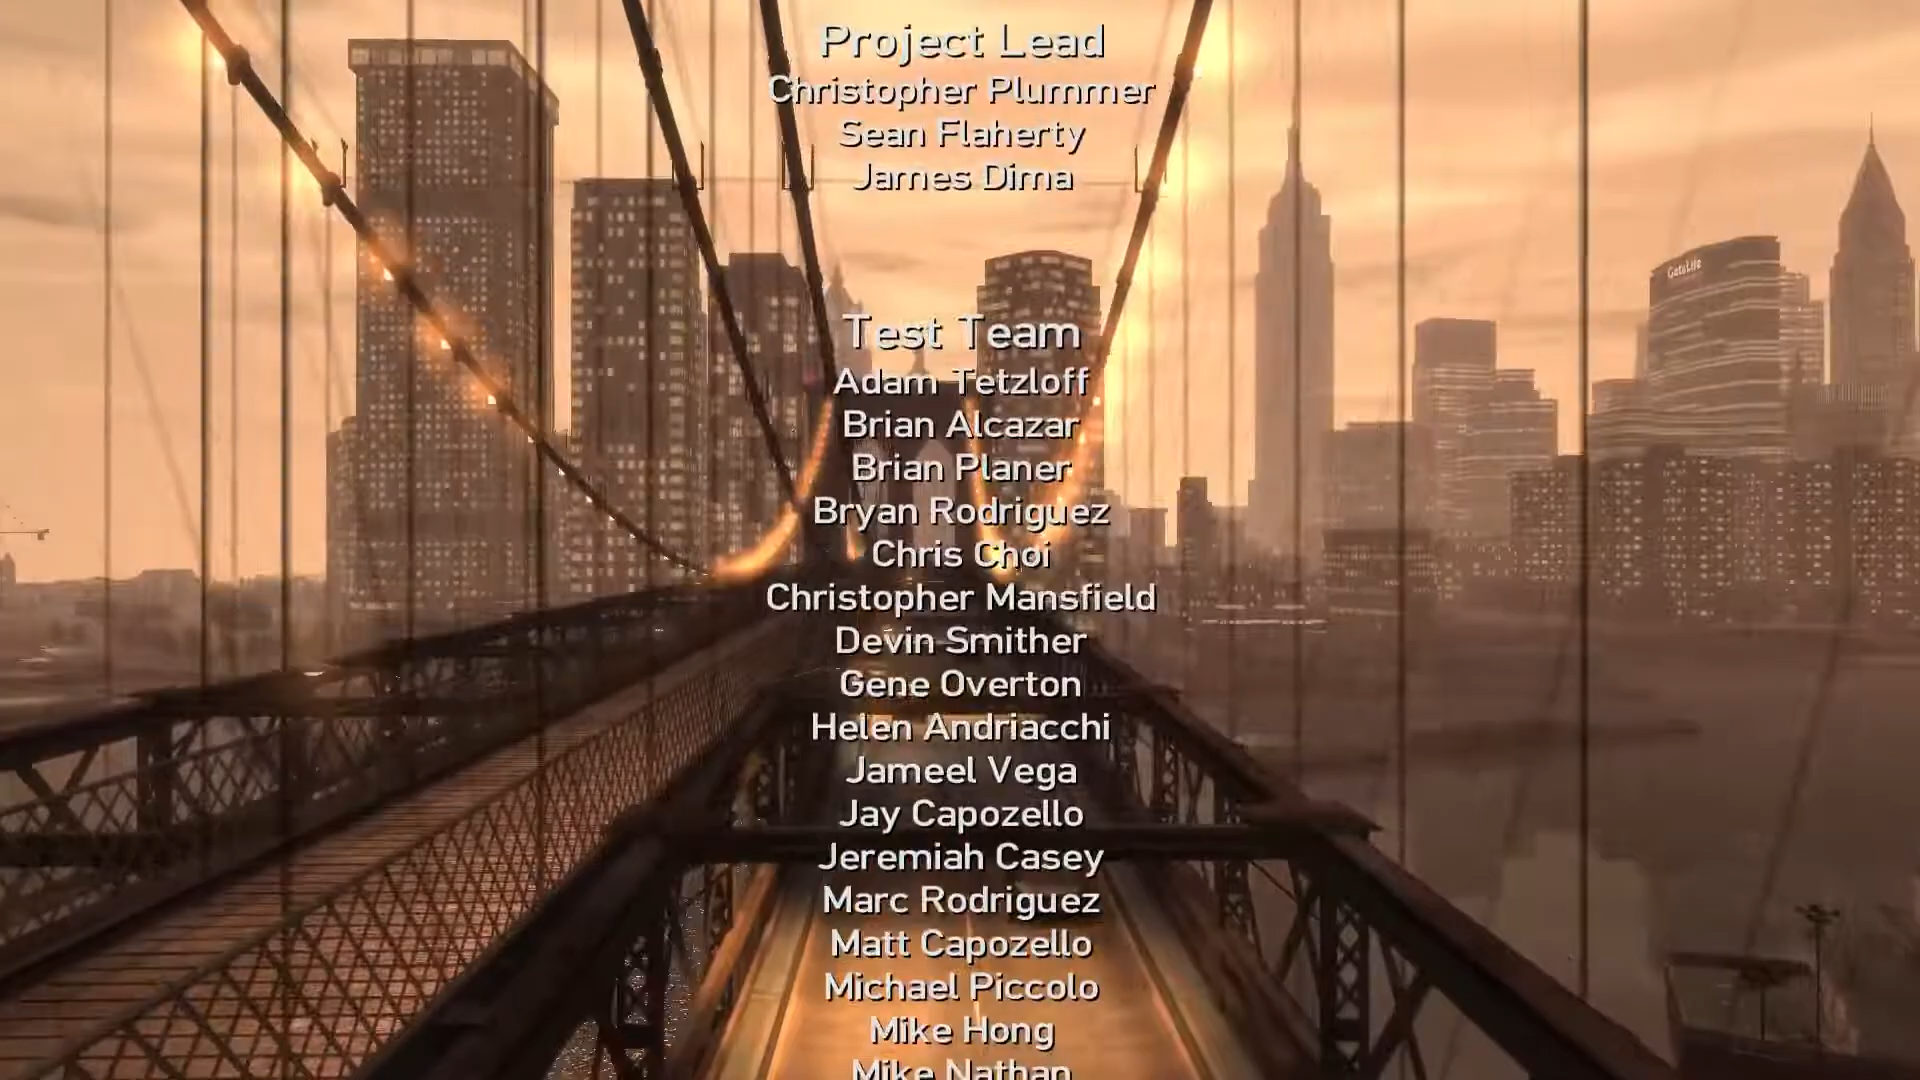 Project Lead
Christopher Plummer
Sean Flaherty
James Dima
Test Team
Adam Tetzloff
Brian Alcazar
Brian Planer
Bryan Rodriguez
Chris Choi
Christopher Mansfield
Devin Smither
Gene Overton
Helen Andriacchi
Jameel Vega
Jay Capozello
Jeremiah Casey
Marc Rodriguez
Matt Capozello
Michael Piccolo
Mike Hong
Mike Nathan
GetaLife